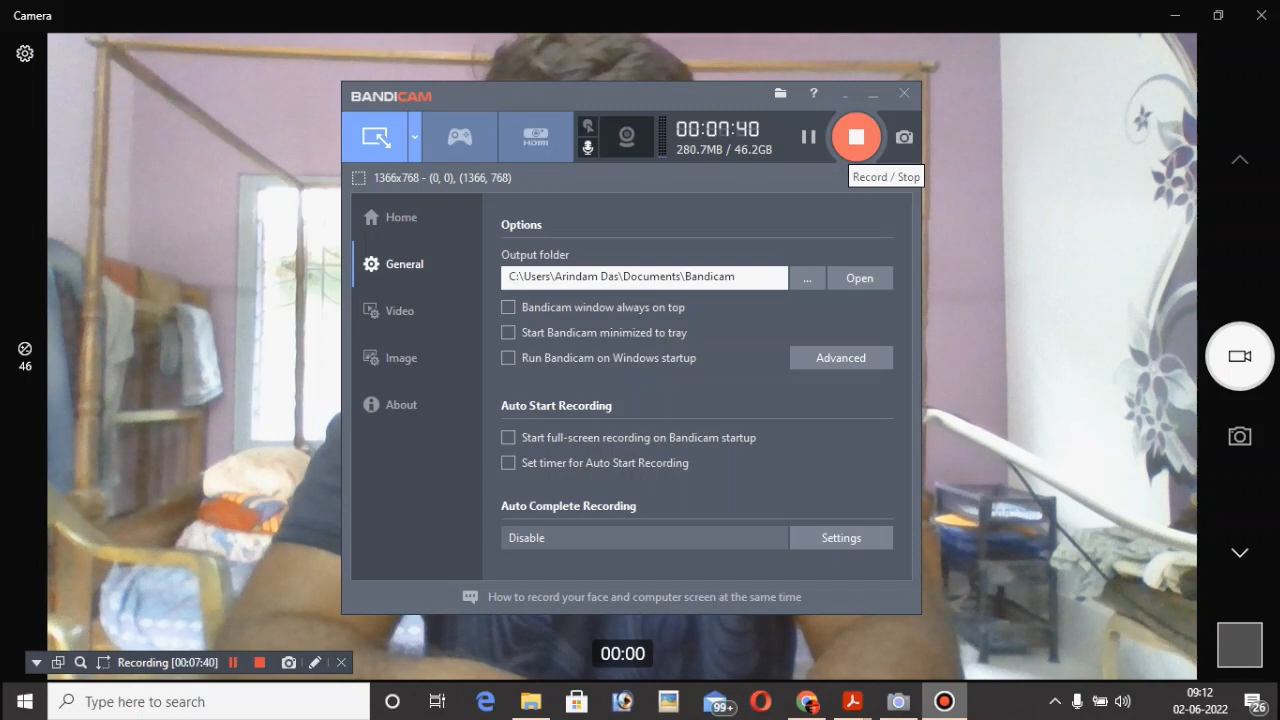 Camera
BANDICAM
HDMI
00:07:40
280.7MB / 46.2GB
Record / Stop
1366x768 - (0, 0), (1366, 768)
Home
General
Video
Image
About
Options
Output folder
C:\Users\Arindam Das\Documents\Bandicam
...
Open
Bandicam window always on top
Start Bandicam minimized to tray
Run Bandicam on Windows startup
Advanced
Auto Start Recording
Start full-screen recording on Bandicam startup
Set timer for Auto Start Recording
Auto Complete Recording
Disable
Settings
How to record your face and computer screen at the same time
46
00:00
Recording [00:07:40]
Type here to search
99+
09:12
02-06-2022
26